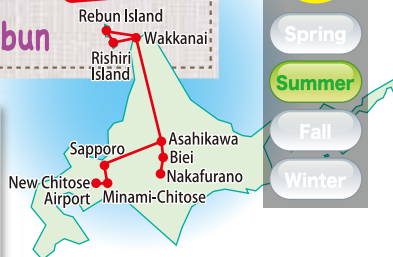 bun
Rebun Island
Wakkanai
Rishiri
Island
Asahikawa
Biei
Nakafurano
Sapporo
New Chitose
Airport
Minami-Chitose
Spring
Summer
Fall
Winter